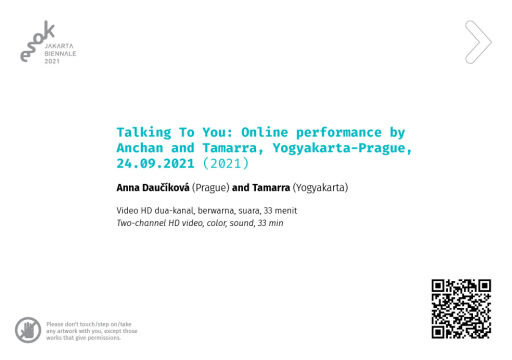 esok
JAKARTA
BIENNALE
2021
Talking To You: Online performance by
Anchan and Tamarra, Yogyakarta-Prague,
24.09.2021 (2021)
Anna Daučíková (Prague) and Tamarra (Yogyakarta)
Video HD dua-kanal, berwarna, suara, 33 menit
Two-channel HD video, color, sound, 33 min
Please don't touch/step on/take
any artwork with you, except those
works that give permissions.